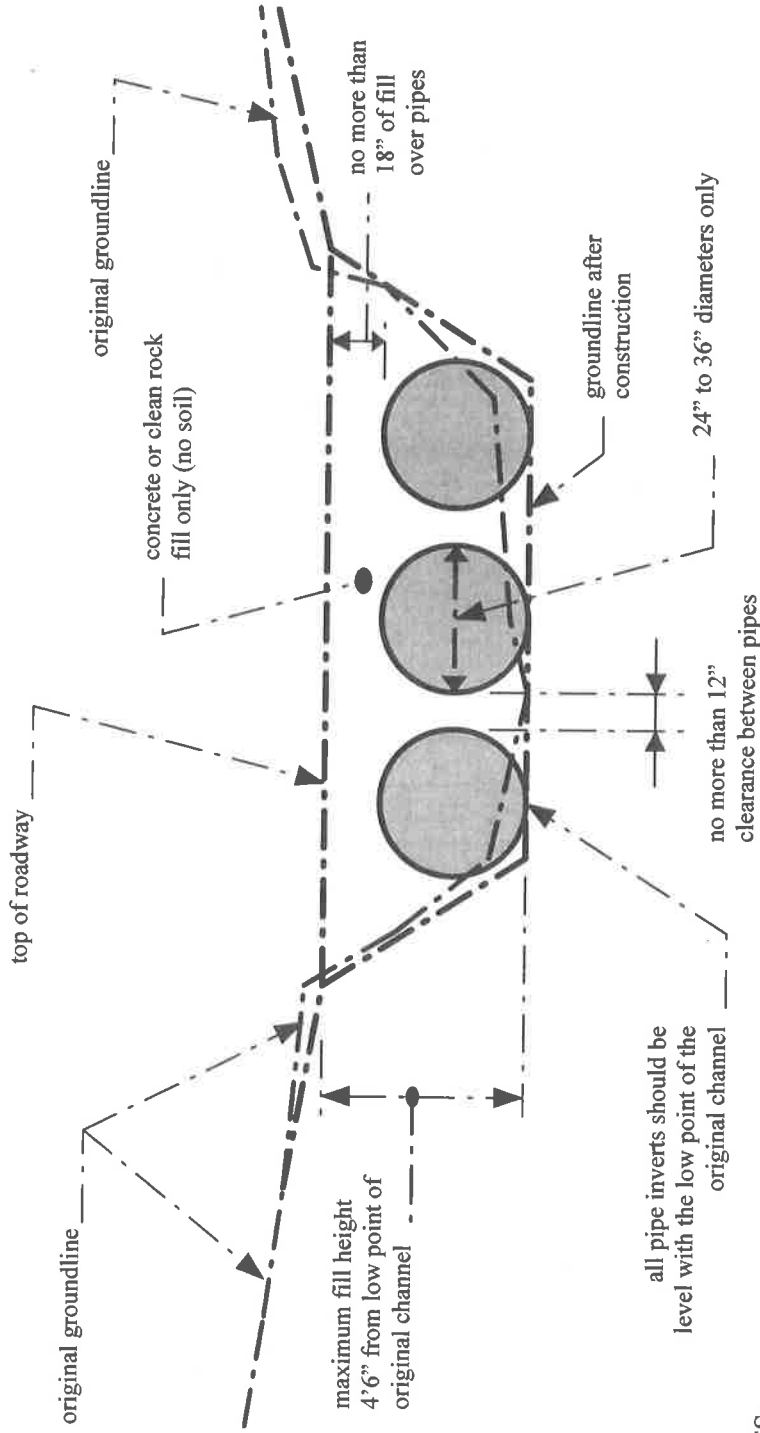 top of roadway
original groundline
concrete or clean rock
fill only (no soil)
original groundline
no more than
18” of fill
over pipes
maximum fill height
4’6” from low point of
original channel
all pipe inverts should be
level with the low point of the
original channel
no more than 12”
clearance between pipes
groundline after
construction
24” to 36” diameters only